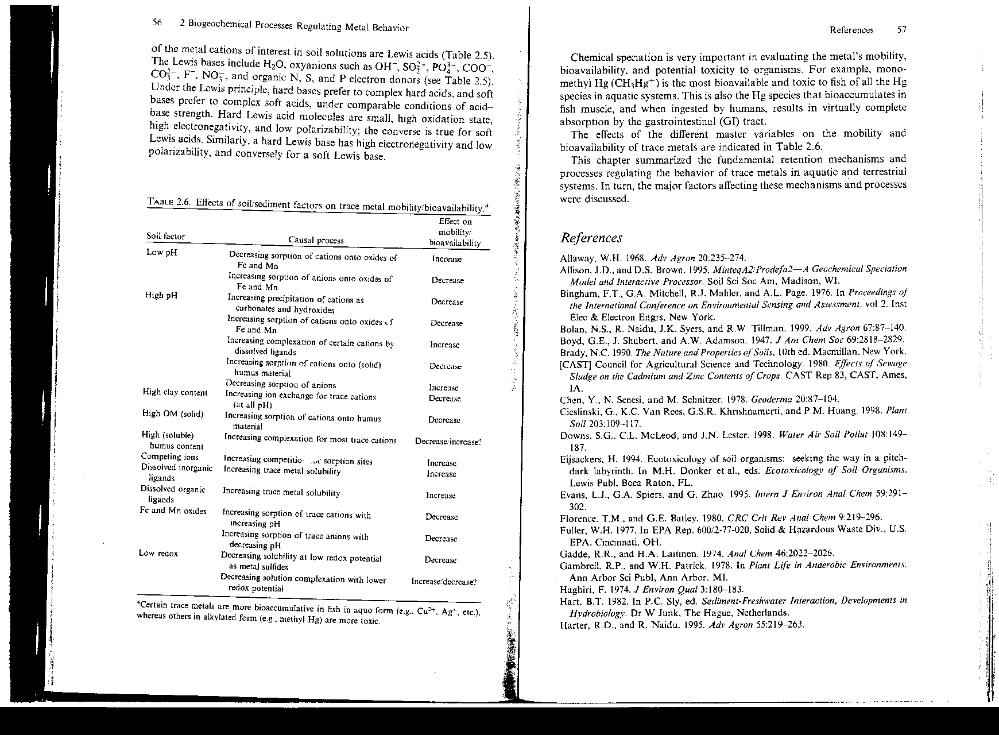 56 2 Biogeochemical Processes Regulating Metal Behavior
of the metal cations of interest in soil solutions are Lewis acids (Table 2.5).
The Lewis bases include H₂O, oxyanions such as OH⁻, SO₄²⁻, PO₄³⁻, COO⁻,
CO₃²⁻, F⁻, NO₃⁻, and organic N, S, and P electron donors (see Table 2.5).
Under the Lewis principle, hard bases prefer to complex hard acids, and soft
bases prefer to complex soft acids, under comparable conditions of acid–
base strength. Hard Lewis acid molecules are small, high oxidation state,
high electronegativity, and low polarizability; the converse is true for soft
Lewis acids. Similarly, a hard Lewis base has high electronegativity and low
polarizability, and conversely for a soft Lewis base.
TABLE 2.6. Effects of soil/sediment factors on trace metal mobility/bioavailability.ᵃ
Effect on
mobility/
Soil factor Causal process bioavailability
Low pH Decreasing sorption of cations onto oxides of Increase
Fe and Mn
Increasing sorption of anions onto oxides of Decrease
Fe and Mn
High pH Increasing precipitation of cations as Decrease
carbonates and hydroxides
Increasing sorption of cations onto oxides of Decrease
Fe and Mn
Increasing complexation of certain cations by Increase
dissolved ligands
Increasing sorption of cations onto (solid) Decrease
humus material
Decreasing sorption of anions Increase
High clay content Increasing ion exchange for trace cations Decrease
(at all pH)
High OM (solid) Increasing sorption of cations onto humus Decrease
material
High (soluble) Increasing complexation for most trace cations Decrease/increase?
humus content
Competing ions Increasing competitio sorption sites Increase
Dissolved inorganic Increasing trace metal solubility Increase
ligands
Dissolved organic Increasing trace metal solubility Increase
ligands
Fe and Mn oxides Increasing sorption of trace cations with Decrease
increasing pH
Increasing sorption of trace anions with Decrease
decreasing pH
Low redox Decreasing solubility at low redox potential Decrease
as metal sulfides
Decreasing solution complexation with lower Increase/decrease?
redox potential
ᵃCertain trace metals are more bioaccumulative in fish in aquo form (e.g., Cu²⁺, Ag⁺, etc.),
whereas others in alkylated form (e.g., methyl Hg) are more toxic.
References 57
Chemical speciation is very important in evaluating the metal's mobility,
bioavailability, and potential toxicity to organisms. For example, mono-
methyl Hg (CH₃Hg⁺) is the most bioavailable and toxic to fish of all the Hg
species in aquatic systems. This is also the Hg species that bioaccumulates in
fish muscle, and when ingested by humans, results in virtually complete
absorption by the gastrointestinal (GI) tract.
The effects of the different master variables on the mobility and
bioavailability of trace metals are indicated in Table 2.6.
This chapter summarized the fundamental retention mechanisms and
processes regulating the behavior of trace metals in aquatic and terrestrial
systems. In turn, the major factors affecting these mechanisms and processes
were discussed.
References
Allaway, W.H. 1968. Adv Agron 20:235–274.
Allison, J.D., and D.S. Brown. 1995. MinteqA2/Prodefa2—A Geochemical Speciation
Model and Interactive Processor. Soil Sci Soc Am, Madison, WI.
Bingham, F.T., G.A. Mitchell, R.J. Mahler, and A.L. Page. 1976. In Proceedings of
the International Conference on Environmental Sensing and Assessment, vol 2. Inst
Elec & Electron Engrs, New York.
Bolan, N.S., R. Naidu, J.K. Syers, and R.W. Tillman. 1999. Adv Agron 67:87–140.
Boyd, G.E., J. Shubert, and A.W. Adamson. 1947. J Am Chem Soc 69:2818–2829.
Brady, N.C. 1990. The Nature and Properties of Soils, 10th ed. Macmillan, New York.
[CAST] Council for Agricultural Science and Technology. 1980. Effects of Sewage
Sludge on the Cadmium and Zinc Contents of Crops. CAST Rep 83, CAST, Ames,
IA.
Chen, Y., N. Senesi, and M. Schnitzer. 1978. Geoderma 20:87–104.
Cieslinski, G., K.C. Van Rees, G.S.R. Khrishnamurti, and P.M. Huang. 1998. Plant
Soil 203:109–117.
Downs, S.G., C.L. McLeod, and J.N. Lester. 1998. Water Air Soil Pollut 108:149–
187.
Eijsackers, H. 1994. Ecotoxicology of soil organisms: seeking the way in a pitch-
dark labyrinth. In M.H. Donker et al., eds. Ecotoxicology of Soil Organisms.
Lewis Publ, Boca Raton, FL.
Evans, L.J., G.A. Spiers, and G. Zhao. 1995. Intern J Environ Anal Chem 59:291–
302.
Florence, T.M., and G.E. Batley. 1980. CRC Crit Rev Anal Chem 9:219–296.
Fuller, W.H. 1977. In EPA Rep. 600/2-77-020, Solid & Hazardous Waste Div., U.S.
EPA, Cincinnati, OH.
Gadde, R.R., and H.A. Laitinen. 1974. Anal Chem 46:2022–2026.
Gambrell, R.P., and W.H. Patrick. 1978. In Plant Life in Anaerobic Environments.
Ann Arbor Sci Publ, Ann Arbor, MI.
Haghiri, F. 1974. J Environ Qual 3:180–183.
Hart, B.T. 1982. In P.C. Sly, ed. Sediment-Freshwater Interaction, Developments in
Hydrobiology. Dr W Junk, The Hague, Netherlands.
Harter, R.D., and R. Naidu. 1995. Adv Agron 55:219–263.